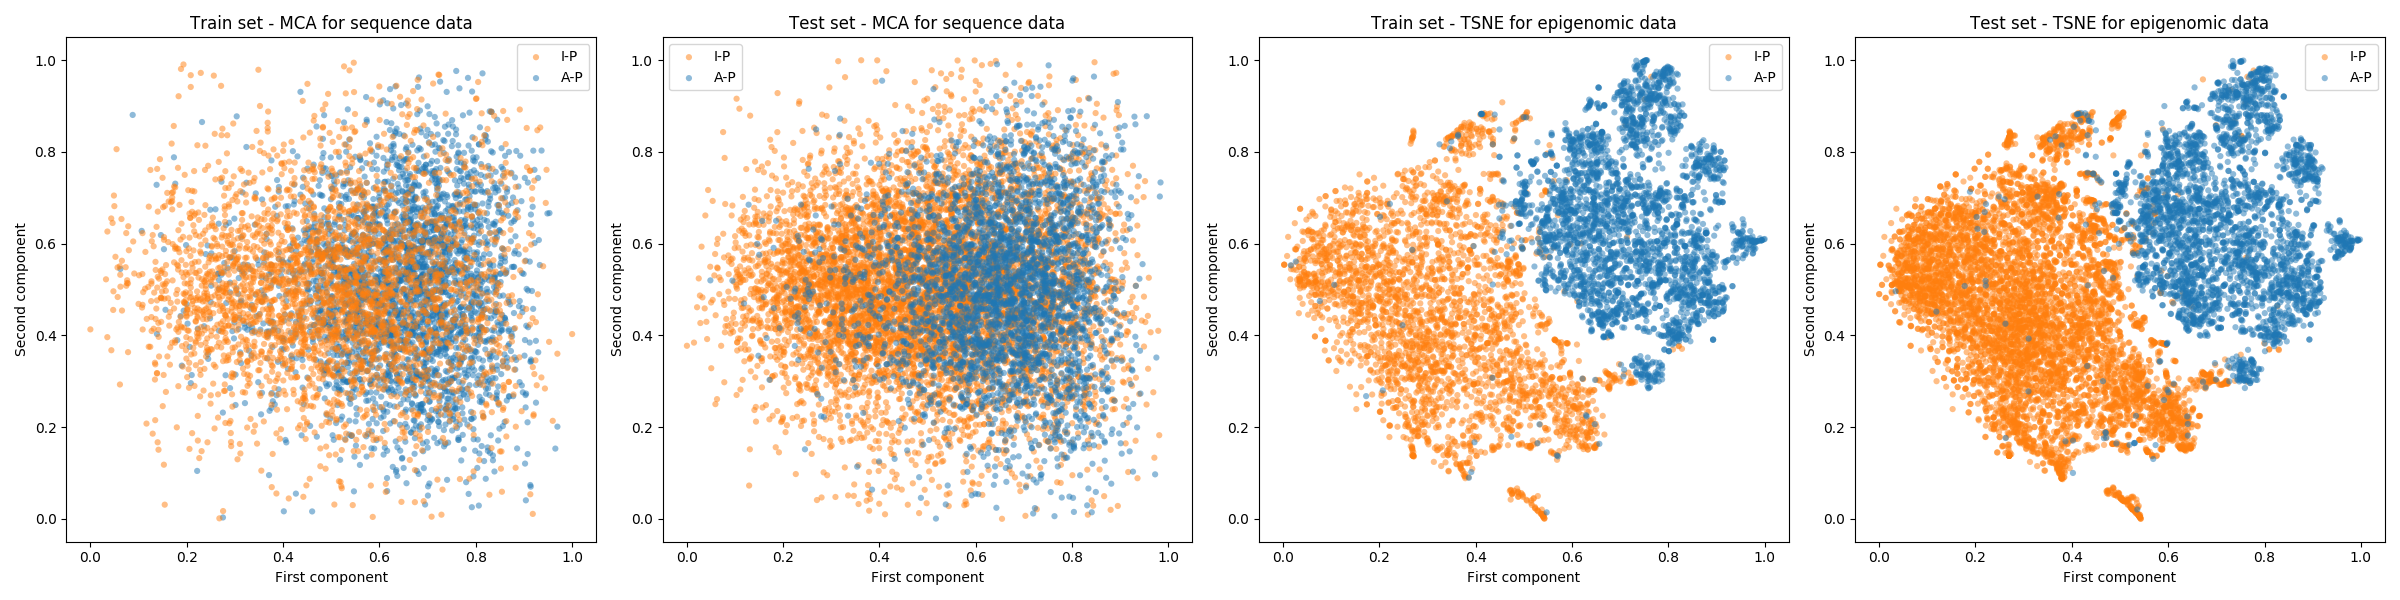 Train set - MCA for sequence data
I-P
A-P
1.0
0.8
0.6
0.4
0.2
0.0
Second component
0.0 0.2 0.4 0.6 0.8 1.0
First component
Test set - MCA for sequence data
I-P
A-P
1.0
0.8
0.6
0.4
0.2
0.0
Second component
0.0 0.2 0.4 0.6 0.8 1.0
First component
Train set - TSNE for epigenomic data
I-P
A-P
1.0
0.8
0.6
0.4
0.2
0.0
Second component
0.0 0.2 0.4 0.6 0.8 1.0
First component
Test set - TSNE for epigenomic data
I-P
A-P
1.0
0.8
0.6
0.4
0.2
0.0
Second component
0.0 0.2 0.4 0.6 0.8 1.0
First component